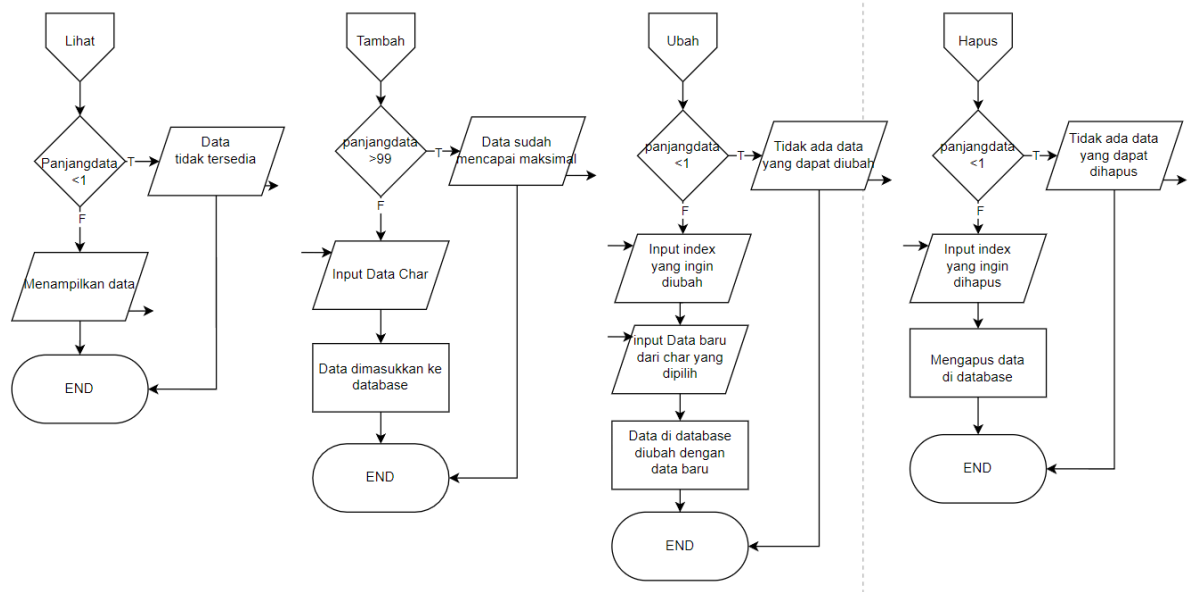 Lihat
Panjangdata
<1
T
Data
tidak tersedia
F
Menampilkan data
END
Tambah
panjangdata
>99
T
Data sudah
mencapai maksimal
F
Input Data Char
Data dimasukkan ke
database
END
Ubah
panjangdata
<1
T
Tidak ada data
yang dapat diubah
F
Input index
yang ingin
diubah
input Data baru
dari char yang
dipilih
Data di database
diubah dengan
data baru
END
Hapus
panjangdata
<1
T
Tidak ada data
yang dapat
dihapus
F
Input index
yang ingin
dihapus
Mengapus data
di database
END